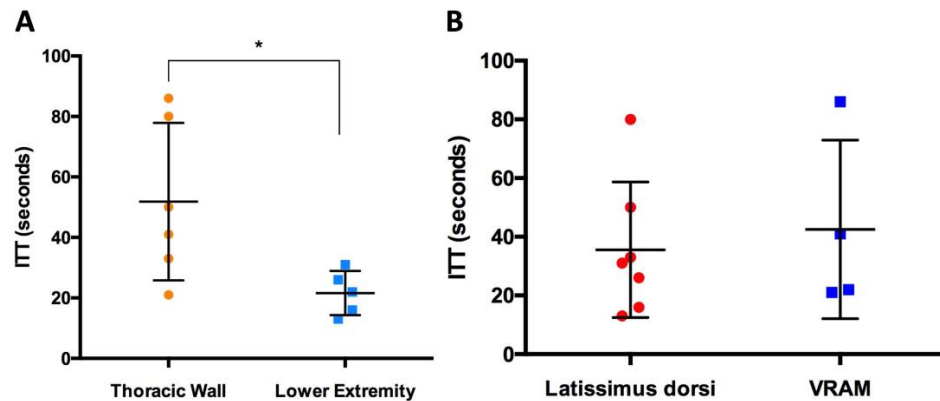 A
*
100
80
60
40
20
0
ITT (seconds)
Thoracic Wall
Lower Extremity
B
100
80
60
40
20
0
ITT (seconds)
Latissimus dorsi
VRAM